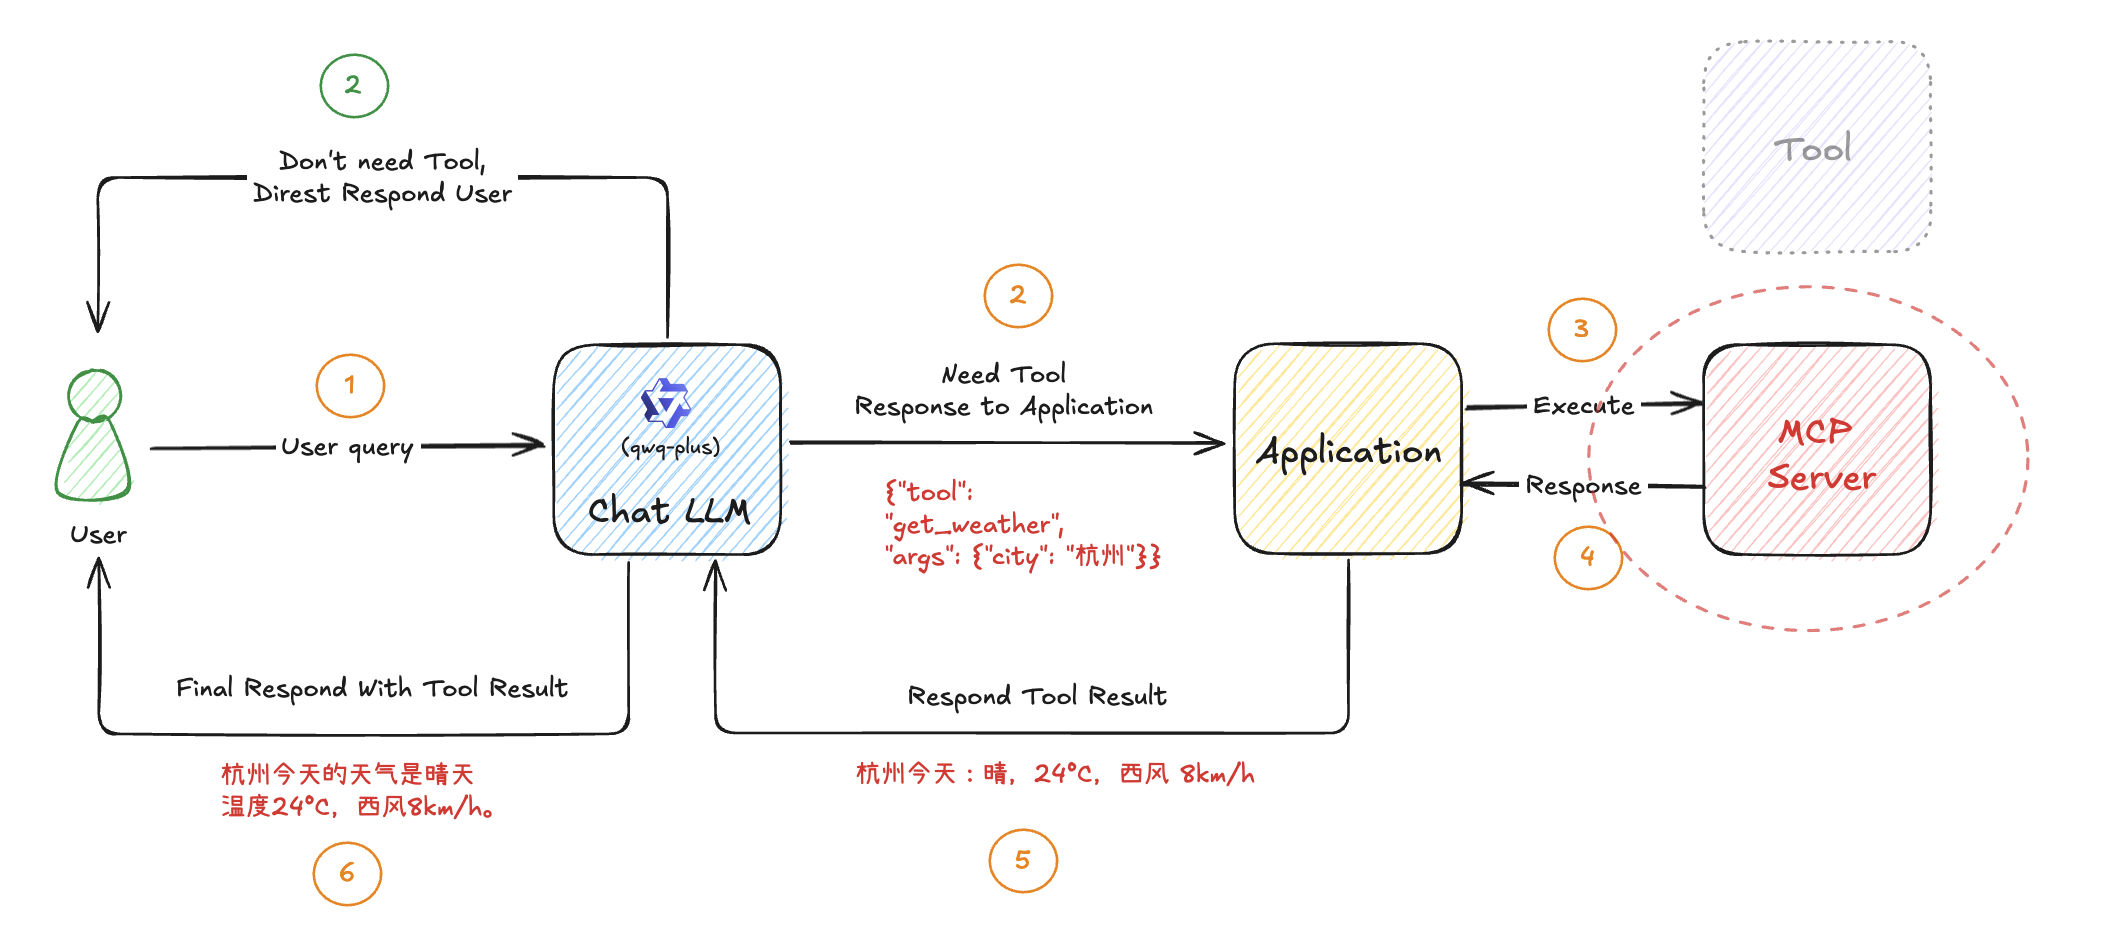 2
Don't need Tool,
Direst Respond User
Tool
2
3
1
Need Tool
Response to Application
Execute
User query
(qwq-plus)
Chat LLM
Application
MCP
Server
{"tool":
"get_weather",
"args": {"city": "杭州"}}
Response
4
User
Final Respond With Tool Result
Respond Tool Result
杭州今天的天气是晴天
温度24°C，西风8km/h。
杭州今天：晴，24°C，西风 8km/h
6
5